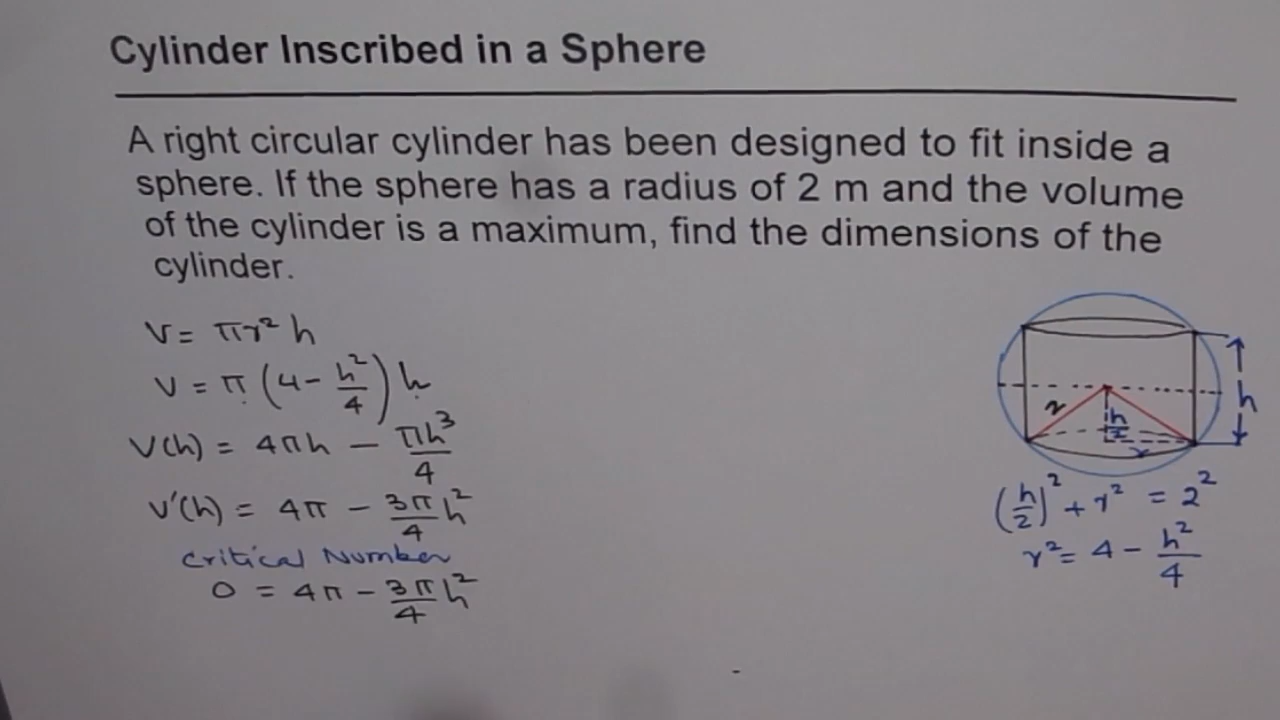 Cylinder Inscribed in a Sphere
A right circular cylinder has been designed to fit inside a
sphere. If the sphere has a radius of 2 m and the volume
of the cylinder is a maximum, find the dimensions of the
cylinder.
V = πr² h
V = π (4 - h²/4) h
V(h) = 4πh - πh³/4
V'(h) = 4π - 3π/4 h²
Critical Number
0 = 4π - 3π/4 h²
2
h/2
r
h
(h/2)² + r² = 2²
r² = 4 - h²/4